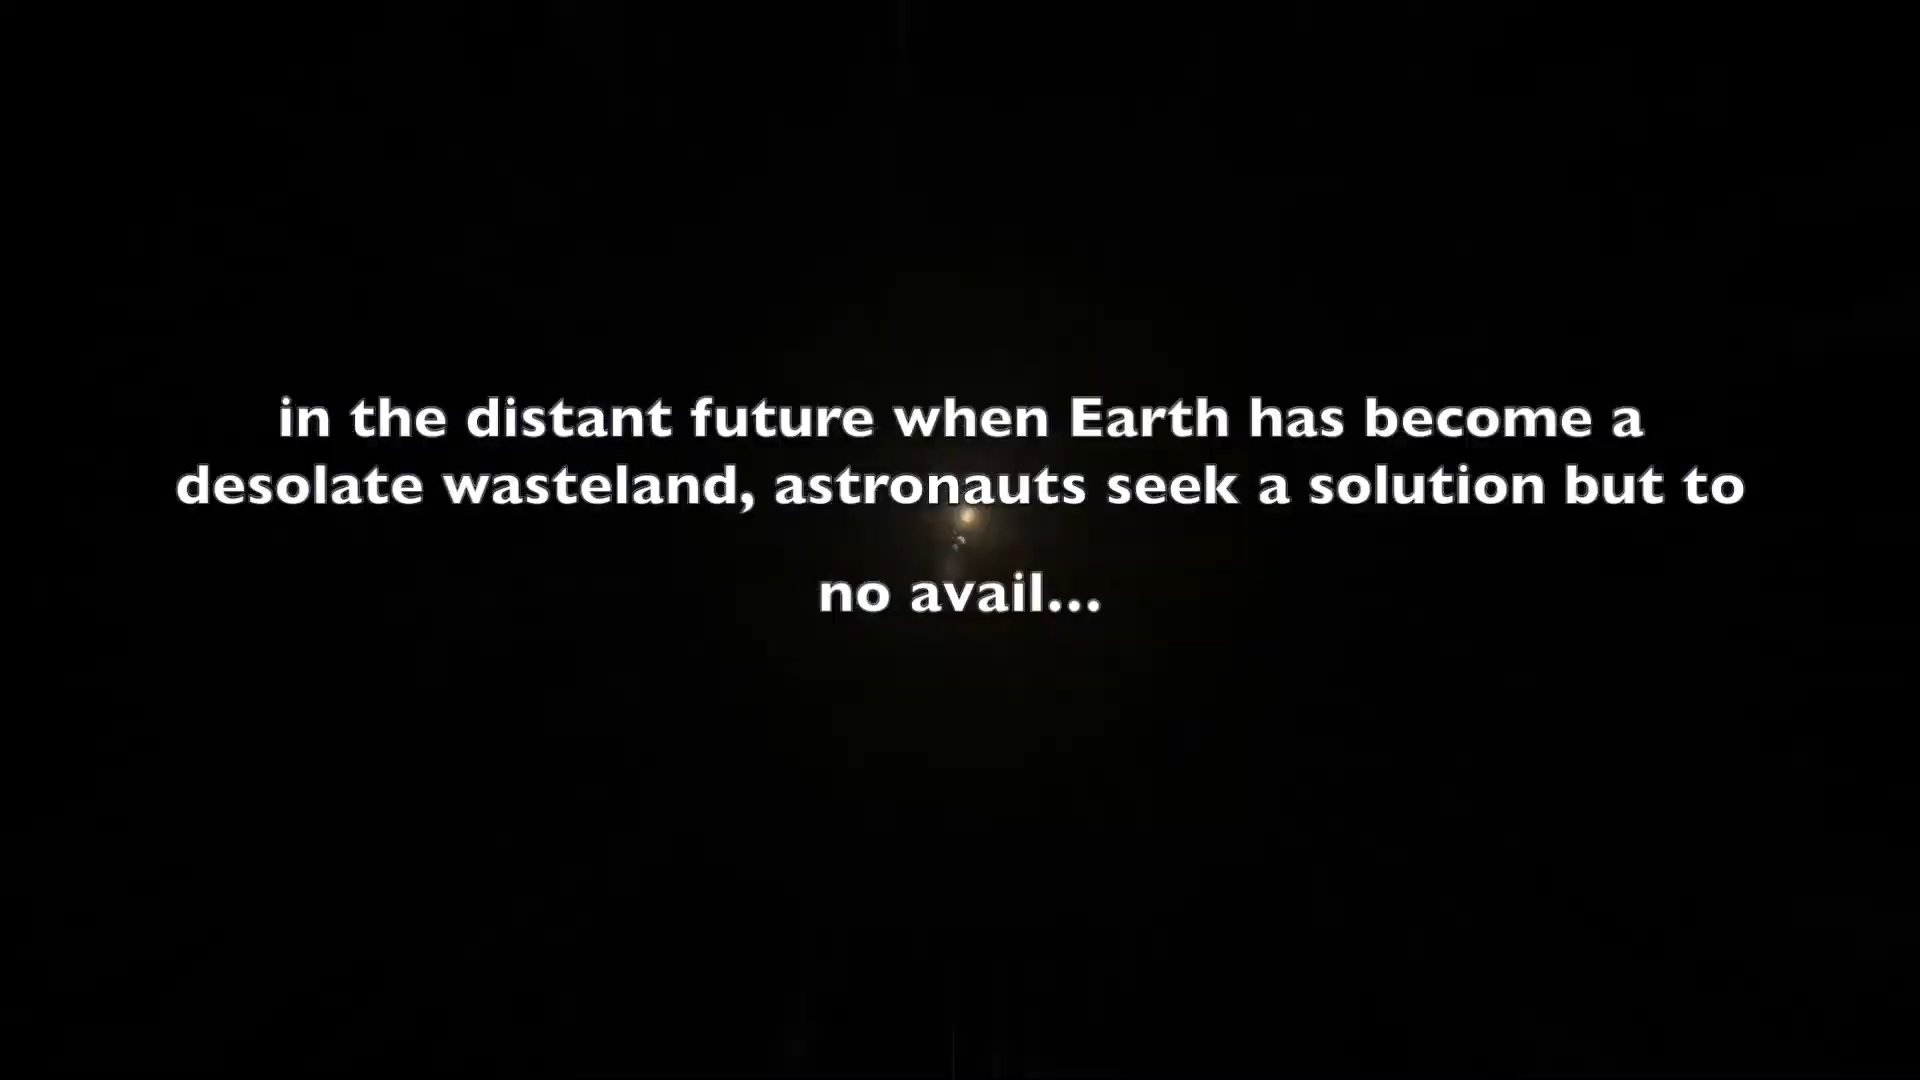 in the distant future when Earth has become a
desolate wasteland, astronauts seek a solution but to
no avail...